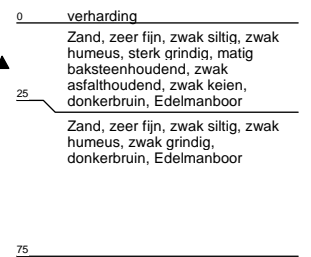 0 verharding
Zand, zeer fijn, zwak siltig, zwak
humeus, sterk grindig, matig
baksteenhoudend, zwak
asfalthoudend, zwak keien,
donkerbruin, Edelmanboor
25
Zand, zeer fijn, zwak siltig, zwak
humeus, zwak grindig,
donkerbruin, Edelmanboor
75